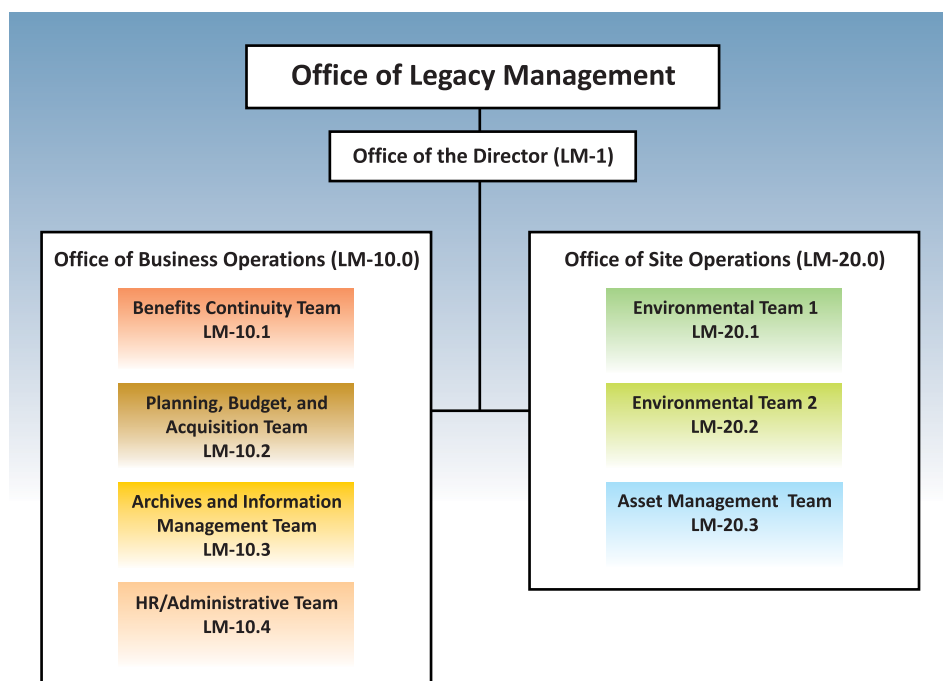 Office of Legacy Management
Office of the Director (LM-1)
Office of Business Operations (LM-10.0)
Benefits Continuity Team
LM-10.1
Planning, Budget, and
Acquisition Team
LM-10.2
Archives and Information
Management Team
LM-10.3
HR/Administrative Team
LM-10.4
Office of Site Operations (LM-20.0)
Environmental Team 1
LM-20.1
Environmental Team 2
LM-20.2
Asset Management  Team
LM-20.3